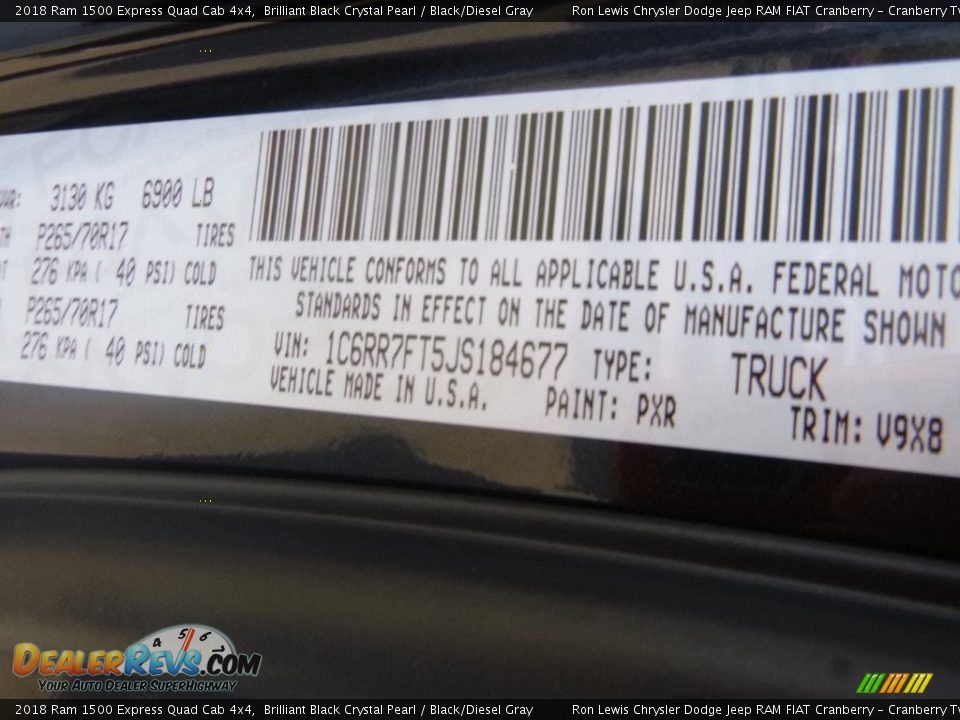 2018 Ram 1500 Express Quad Cab 4x4, Brilliant Black Crystal Pearl / Black/Diesel Gray Ron Lewis Chrysler Dodge Jeep RAM FIAT Cranberry – Cranberry Tw
3130 KG 6900 LB
P265/70R17 TIRES
276 KPA ( 40 PSI) COLD
P265/70R17 TIRES
276 KPA ( 40 PSI) COLD
THIS VEHICLE CONFORMS TO ALL APPLICABLE U.S.A. FEDERAL MOTO
STANDARDS IN EFFECT ON THE DATE OF MANUFACTURE SHOWN
VIN: 1C6RR7FT5JS184677 TYPE: TRUCK
VEHICLE MADE IN U.S.A. PAINT: PXR TRIM: V9X8
4 5 6
DEALERREVS.COM
YOUR AUTO DEALER SUPERHIGHWAY
2018 Ram 1500 Express Quad Cab 4x4, Brilliant Black Crystal Pearl / Black/Diesel Gray Ron Lewis Chrysler Dodge Jeep RAM FIAT Cranberry – Cranberry Tw